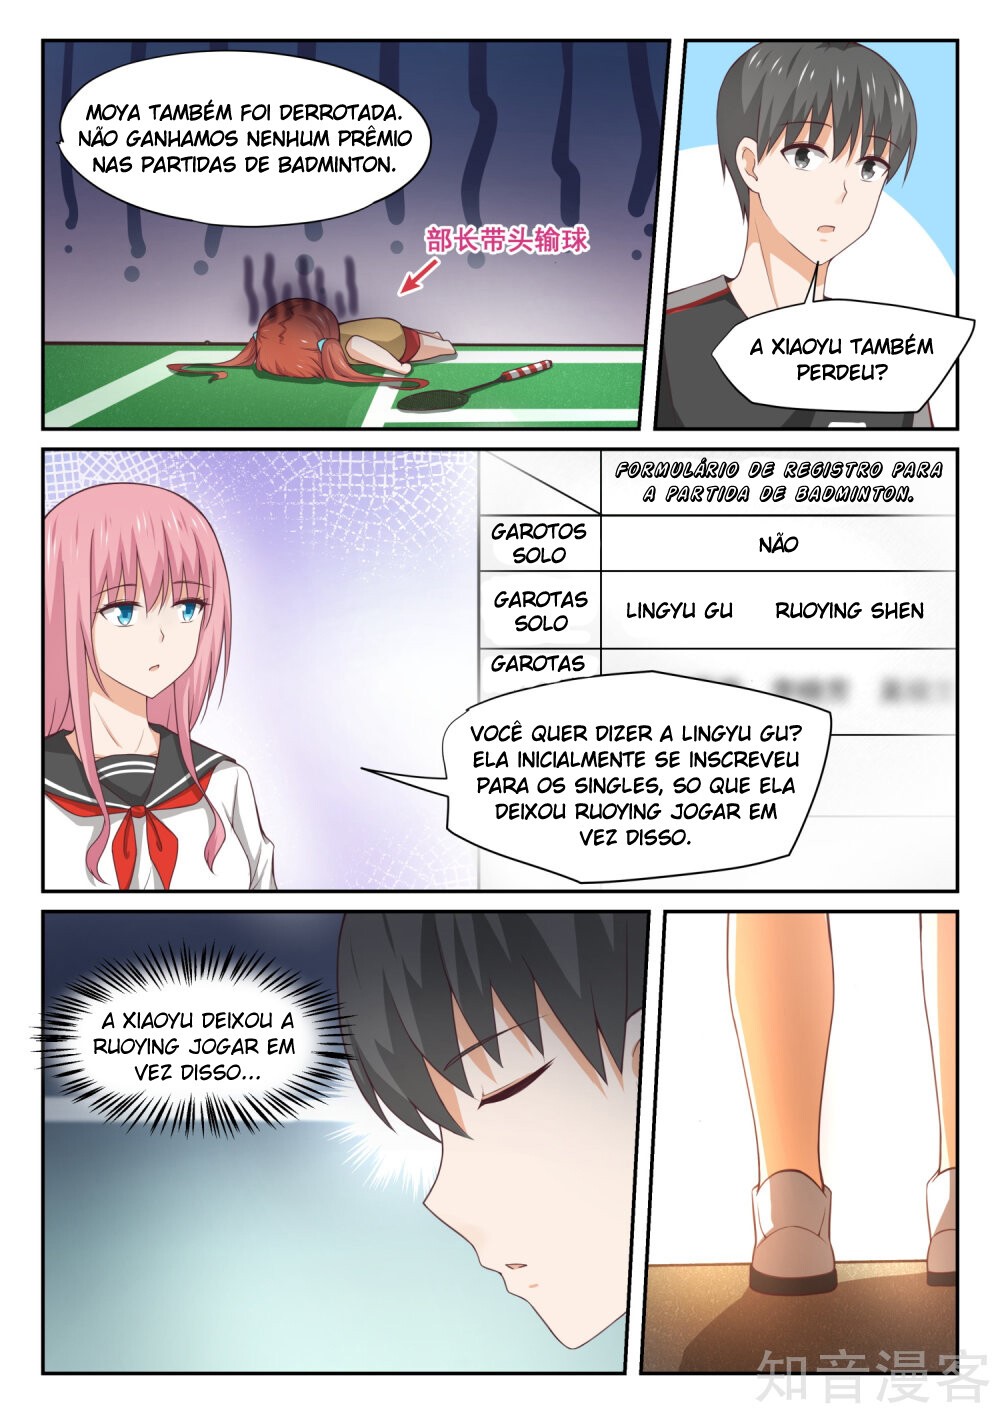 MOYA TAMBÉM FOI DERROTADA.
NÃO GANHAMOS NENHUM PRÊMIO
NAS PARTIDAS DE BADMINTON.
部长带头输球
A XIAOYU TAMBÉM
PERDEU?
FORMULÁRIO DE REGISTRO PARA
A PARTIDA DE BADMINTON.
GAROTOS
SOLO
NÃO
GAROTAS
SOLO
LINGYU GU RUOYING SHEN
GAROTAS
VOCÊ QUER DIZER A LINGYU GU?
ELA INICIALMENTE SE INSCREVEU
PARA OS SINGLES, SO QUE ELA
DEIXOU RUOYING JOGAR EM
VEZ DISSO.
A XIAOYU DEIXOU A
RUOYING JOGAR EM
VEZ DISSO...
知音漫客